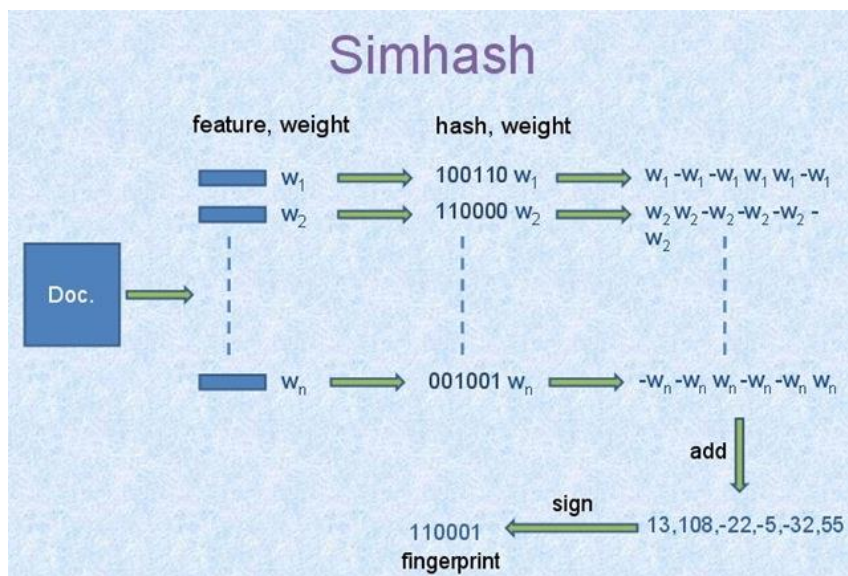 Simhash
feature, weight hash, weight
w₁ 100110 w₁ w₁ -w₁ -w₁ w₁ w₁ -w₁
w₂ 110000 w₂ w₂ w₂ -w₂ -w₂ -w₂ -
w₂
Doc.
wₙ 001001 wₙ -wₙ -wₙ wₙ -wₙ -wₙ wₙ
add
sign
110001 13,108,-22,-5,-32,55
fingerprint